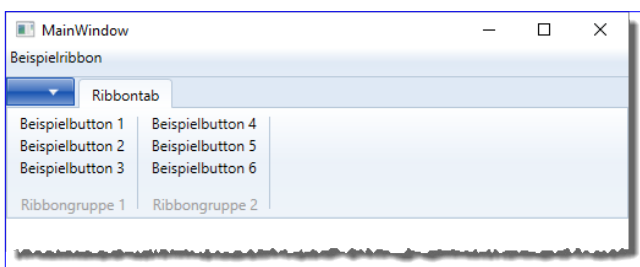 MainWindow
Beispielribbon
Ribbontab
Beispielbutton 1 Beispielbutton 4
Beispielbutton 2 Beispielbutton 5
Beispielbutton 3 Beispielbutton 6
Ribbongruppe 1 Ribbongruppe 2